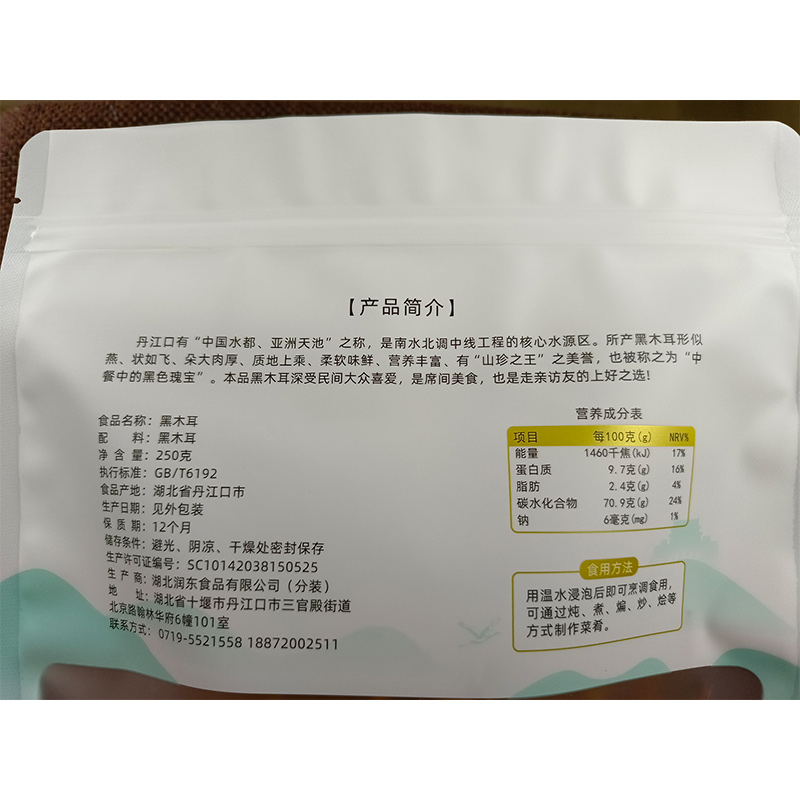 【产品简介】
丹江口有“中国水都、亚洲天池”之称，是南水北调中线工程的核心水源区。所产黑木耳形似
燕、状如飞、朵大肉厚、质地上乘、柔软味鲜、营养丰富、有“山珍之王”之美誉，也被称之为“中
餐中的黑色瑰宝”。本品黑木耳深受民间大众喜爱，是席间美食，也是走亲访友的上好之选!
食品名称：黑木耳
配 料：黑木耳
净 含 量：250克
执行标准：GB/T6192
食品产地：湖北省丹江口市
生产日期：见外包装
保 质 期：12个月
储存条件：避光、阴凉、干燥处密封保存
生产许可证编号：SC10142038150525
生 产 商：湖北润东食品有限公司（分装）
地 址：湖北省十堰市丹江口市三官殿街道
北京路翰林华府6幢101室
联系方式：0719-5521558 18872002511
营养成分表
项目 每100克(g) NRV%
能量 1460千焦(kJ) 17%
蛋白质 9.7克(g) 16%
脂肪 2.4克(g) 4%
碳水化合物 70.9克(g) 24%
钠 6毫克(mg) 1%
食用方法
用温水浸泡后即可烹调食用，
可通过炖、煮、煸、炒、烩等
方式制作菜肴。